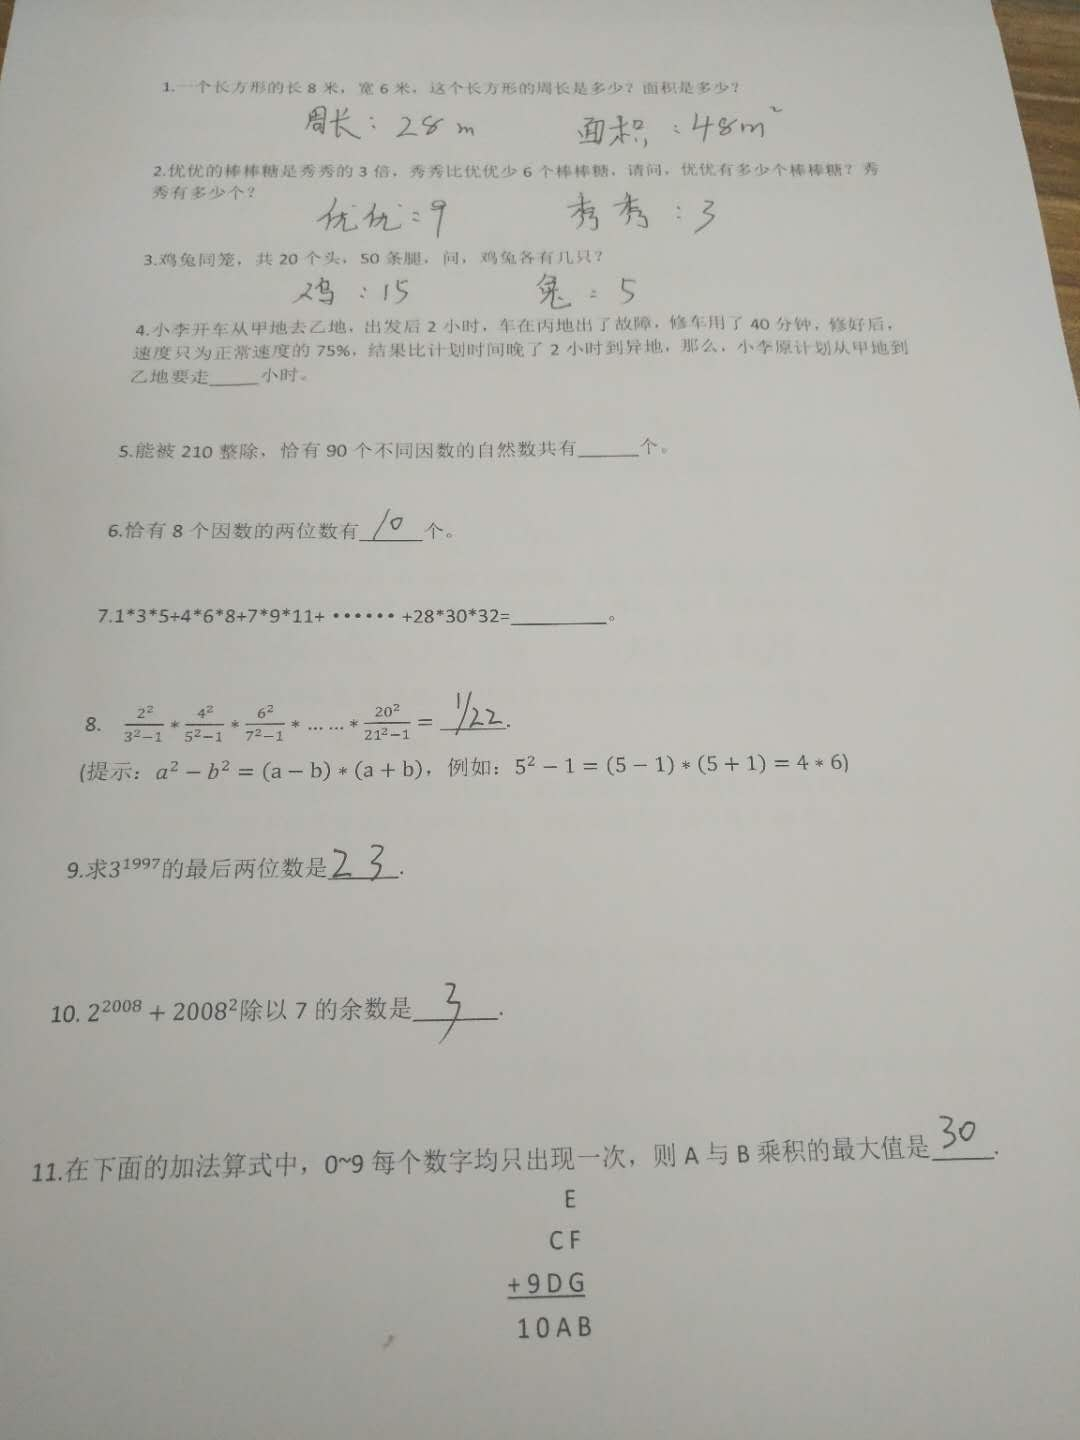 1.一个长方形的长 8 米，宽 6 米，这个长方形的周长是多少？面积是多少？
周长：28 m 面积：48m²
2.优优的棒棒糖是秀秀的 3 倍，秀秀比优优少 6 个棒棒糖，请问，优优有多少个棒棒糖？秀
秀有多少个？
优优：9 秀秀：3
3.鸡兔同笼，共 20 个头，50 条腿，问，鸡兔各有几只？
鸡：15 兔：5
4.小李开车从甲地去乙地，出发后 2 小时，车在丙地出了故障，修车用了 40 分钟，修好后，
速度只为正常速度的 75%，结果比计划时间晚了 2 小时到异地，那么，小李原计划从甲地到
乙地要走_____小时。
5.能被 210 整除，恰有 90 个不同因数的自然数共有______个。
6.恰有 8 个因数的两位数有 10 个。
7.1*3*5+4*6*8+7*9*11+ •••••• +28*30*32=_________。
8. 2²/(3²−1) * 4²/(5²−1) * 6²/(7²−1) * … … * 20²/(21²−1) = 1/22.
(提示：a² − b² = (a − b) * (a + b)，例如：5² − 1 = (5 − 1) * (5 + 1) = 4 * 6)
9.求3¹⁹⁹⁷的最后两位数是23.
10. 2²⁰⁰⁸ + 2008²除以 7 的余数是 3.
11.在下面的加法算式中，0~9 每个数字均只出现一次，则 A 与 B 乘积的最大值是 30.
E
C F
+ 9 D G
1 0 A B